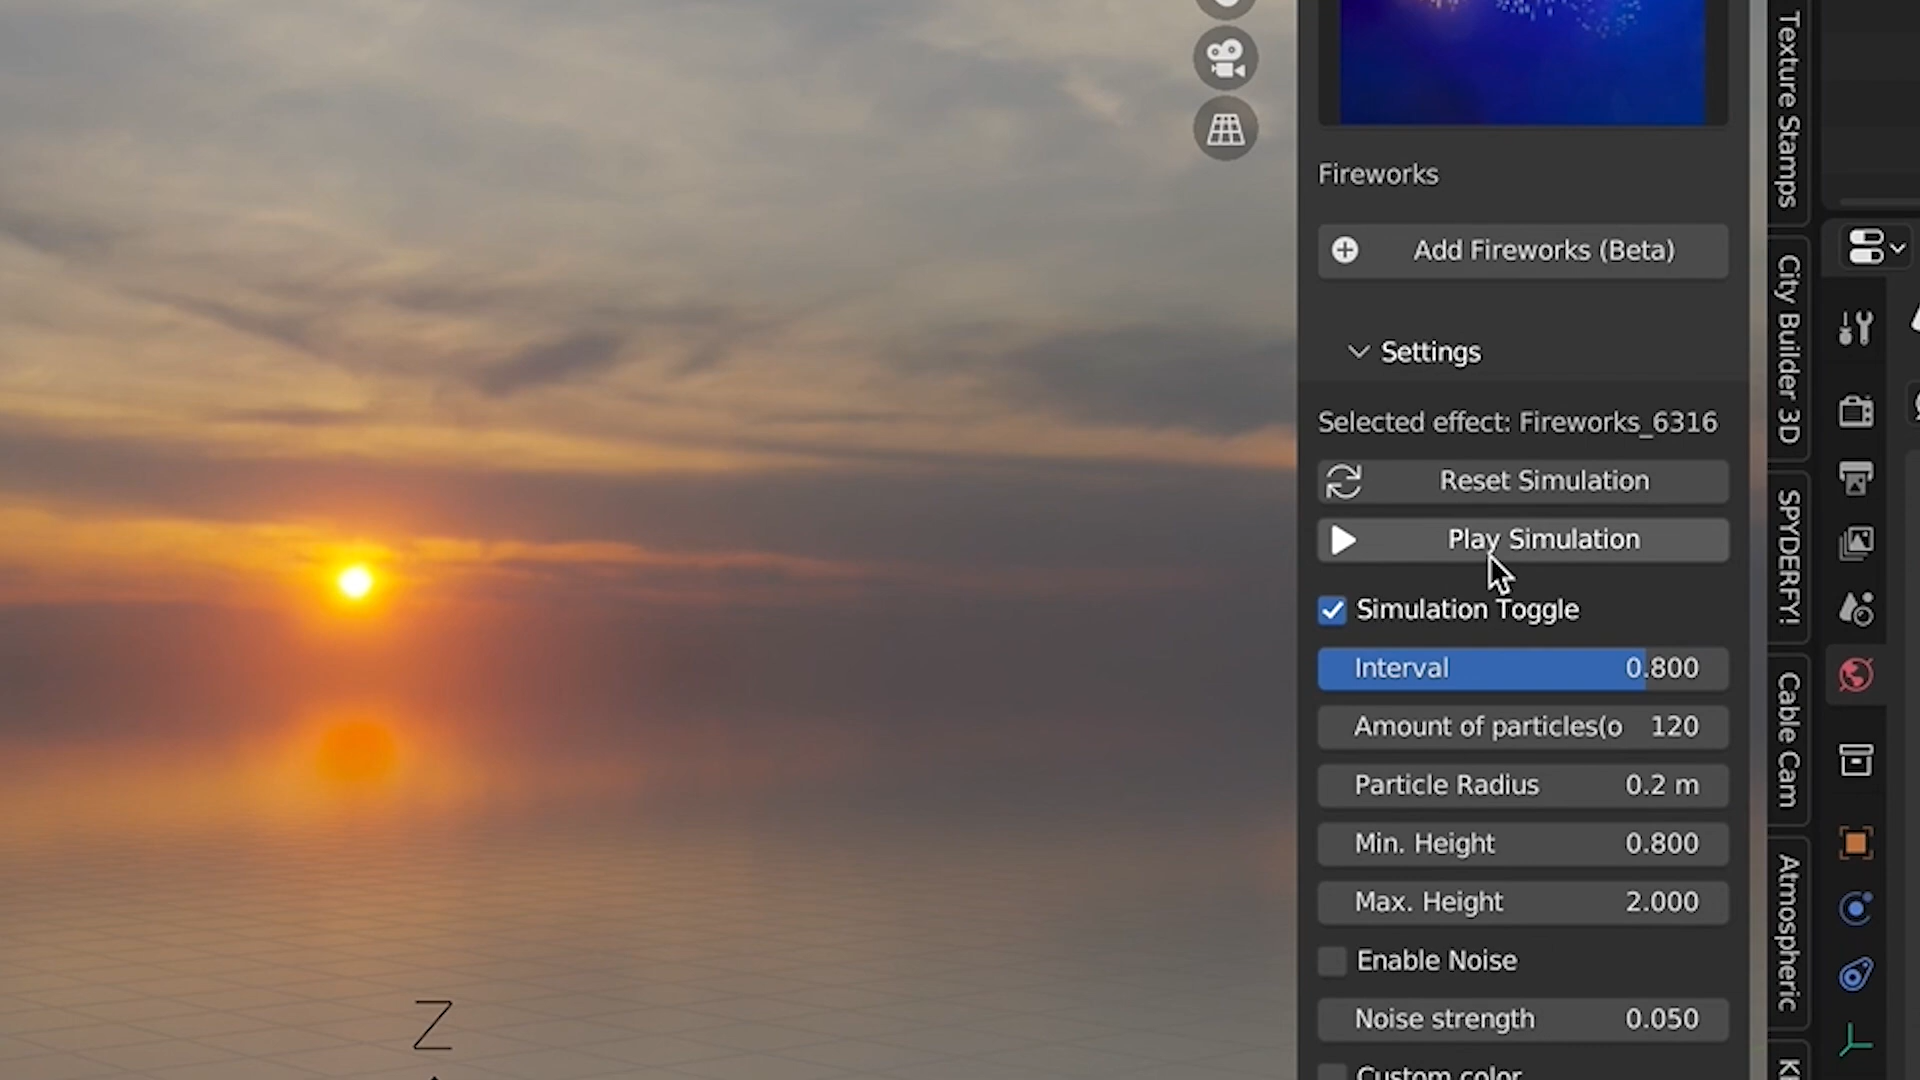 Fireworks
Add Fireworks (Beta)
Settings
Selected effect: Fireworks_6316
Reset Simulation
Play Simulation
Simulation Toggle
Interval 0.800
Amount of particles(o 120
Particle Radius 0.2 m
Min. Height 0.800
Max. Height 2.000
Enable Noise
Noise strength 0.050
Custom color
Texture Stamps
City Builder 3D
SPYDERFY!
Cable Cam
Atmospheric
Z